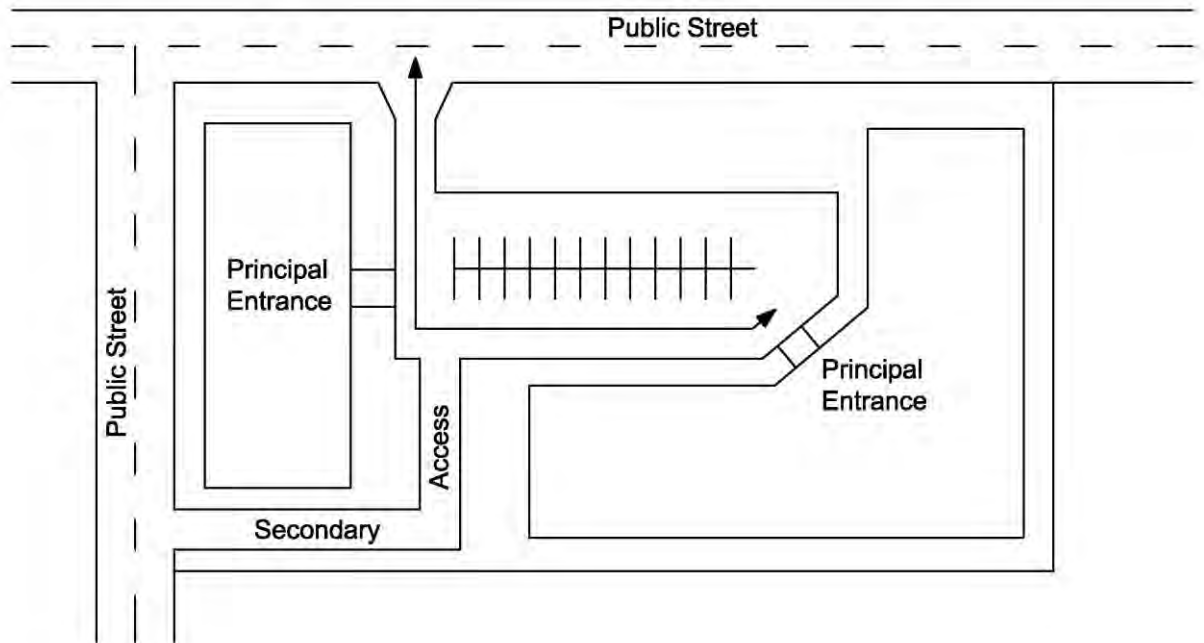 Public Street
Principal
Entrance
Public Street
Principal
Entrance
Access
Secondary